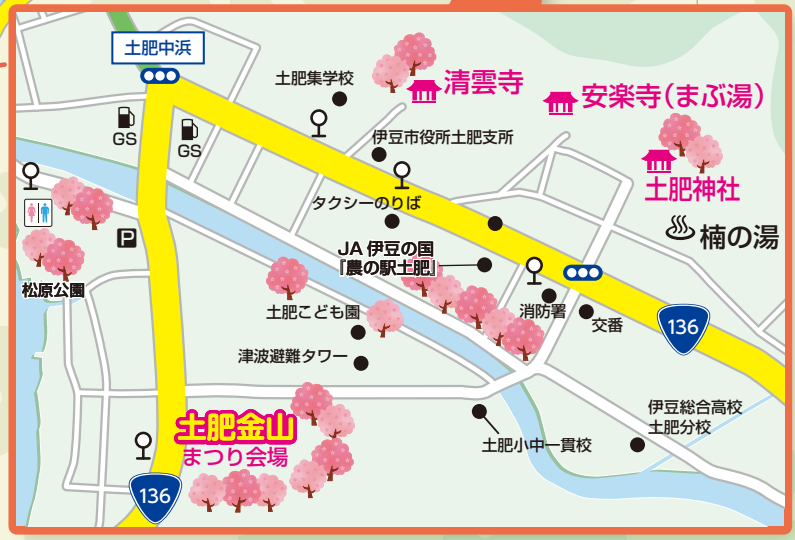 土肥中浜
清雲寺
土肥集学校
安楽寺(まぶ湯)
GS
GS
伊豆市役所土肥支所
土肥神社
タクシーのりば
P
楠の湯
JA 伊豆の国
『農の駅土肥』
松原公園
土肥こども園
消防署
交番
136
津波避難タワー
伊豆総合高校
土肥分校
土肥金山
まつり会場
土肥小中一貫校
136